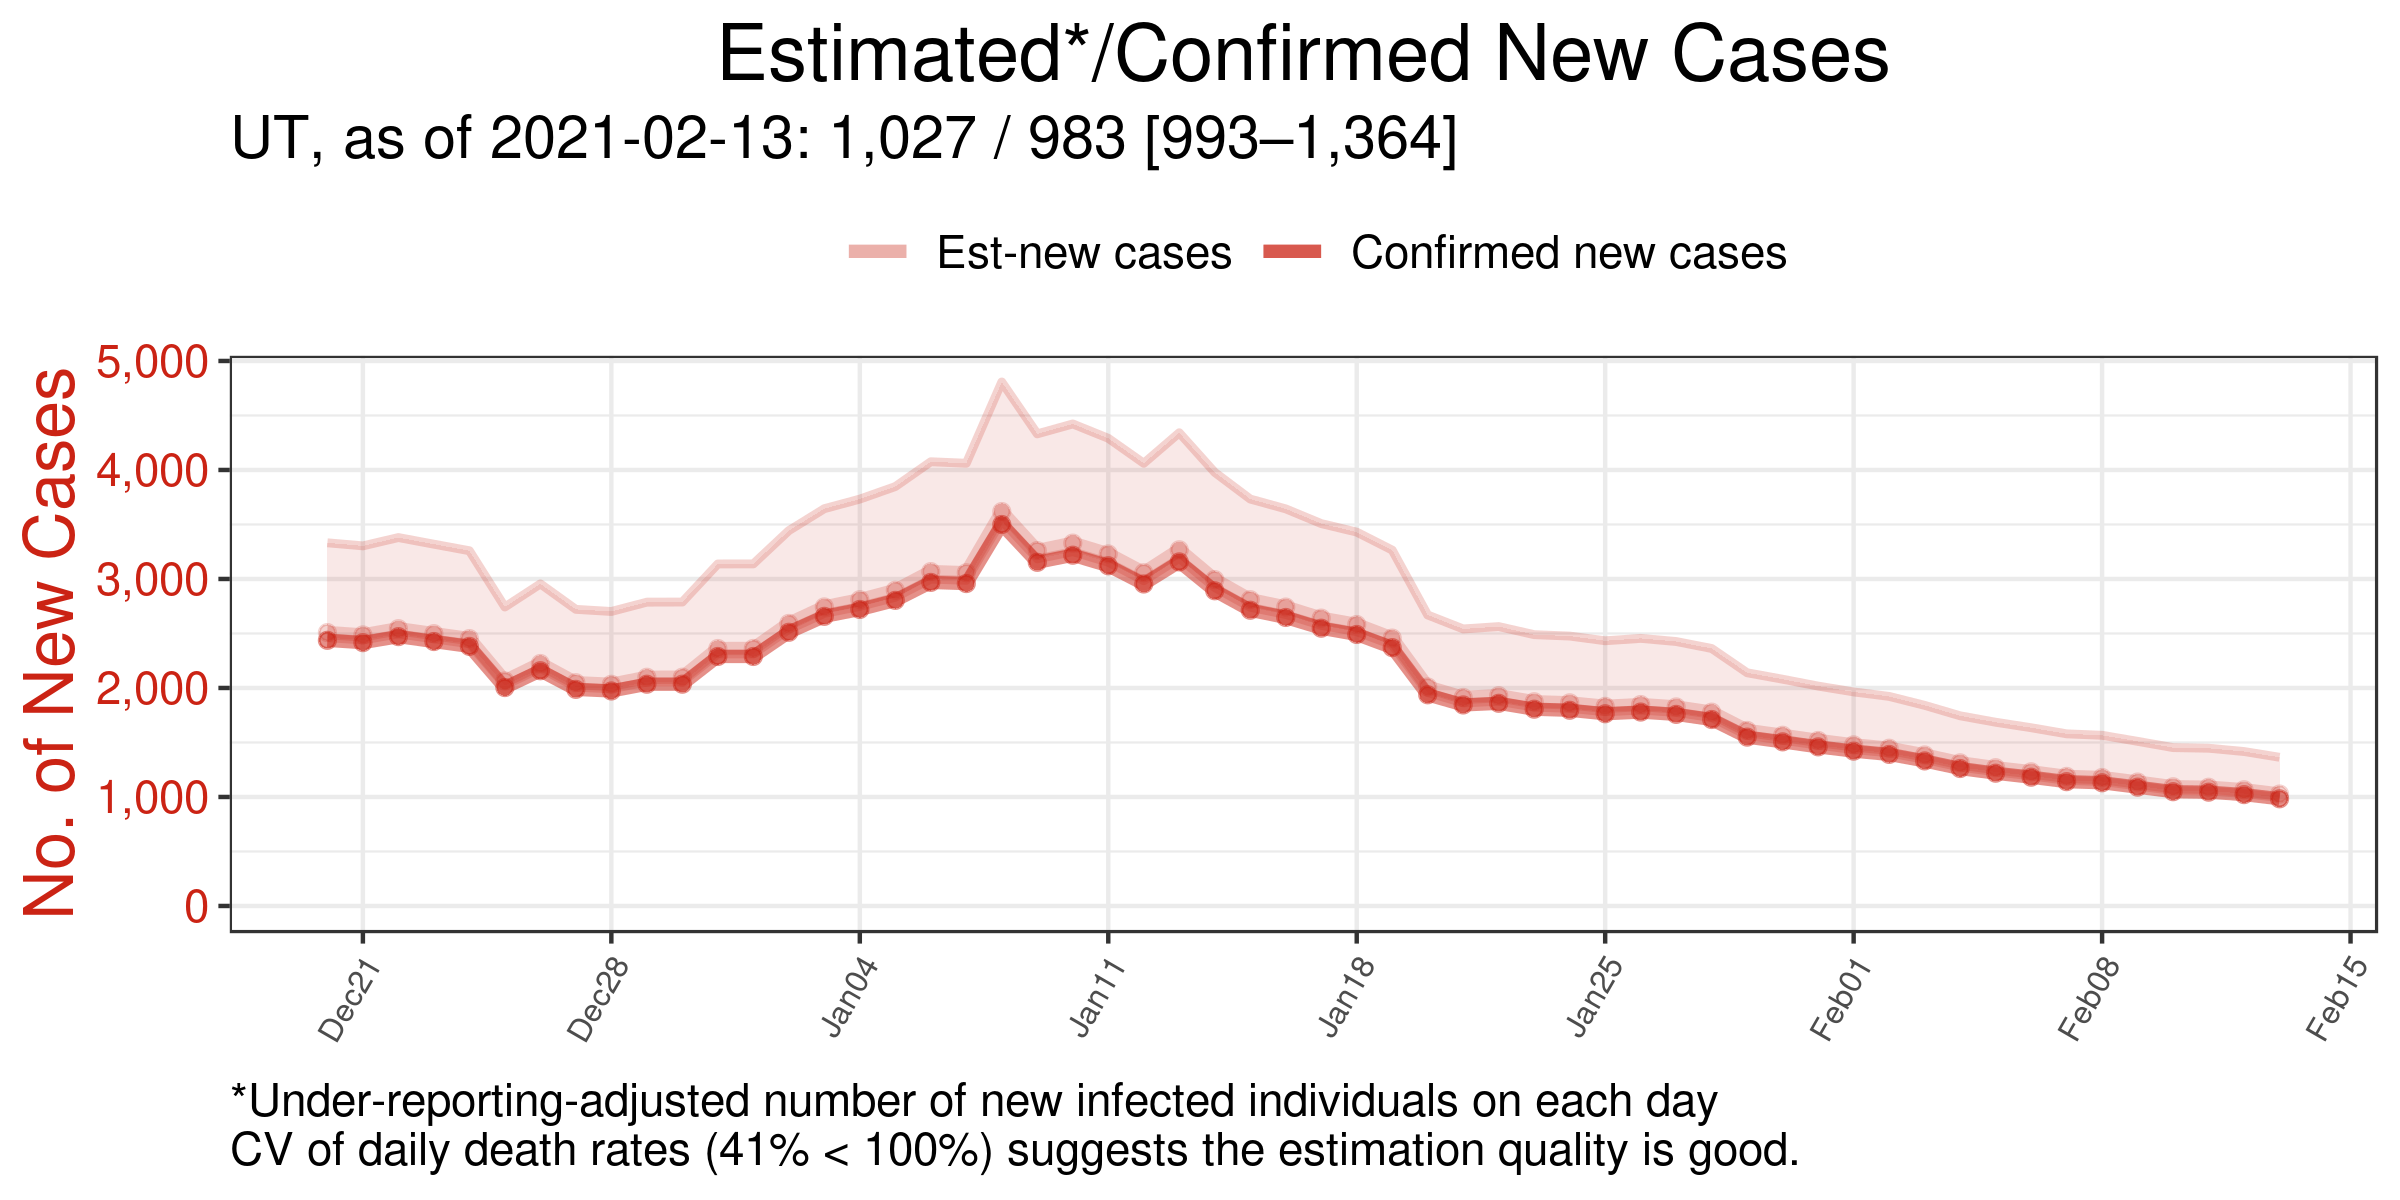 Estimated*/Confirmed New Cases
UT, as of 2021-02-13: 1,027 / 983 [993–1,364]
Est-new cases
Confirmed new cases
No. of New Cases
5,000
4,000
3,000
2,000
1,000
0
Dec21
Dec28
Jan04
Jan11
Jan18
Jan25
Feb01
Feb08
Feb15
*Under-reporting-adjusted number of new infected individuals on each day
CV of daily death rates (41% < 100%) suggests the estimation quality is good.